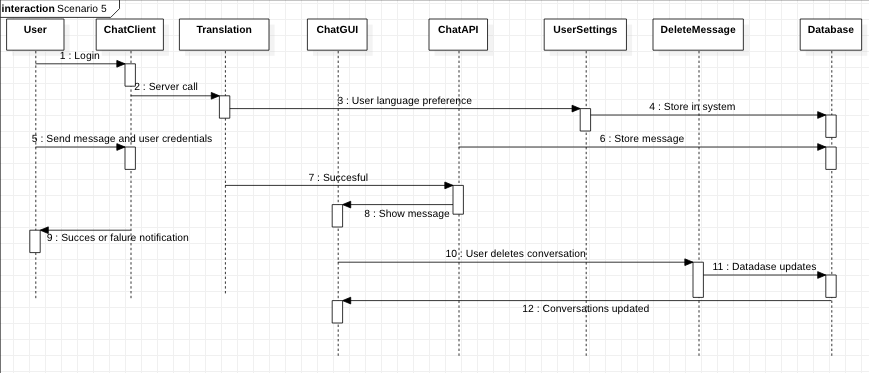 interaction Scenario 5
User
ChatClient
Translation
ChatGUI
ChatAPI
UserSettings
DeleteMessage
Database
1 : Login
2 : Server call
3 : User language preference
4 : Store in system
5 : Send message and user credentials
6 : Store message
7 : Succesful
8 : Show message
9 : Succes or falure notification
10 : User deletes conversation
11 : Datadase updates
12 : Conversations updated